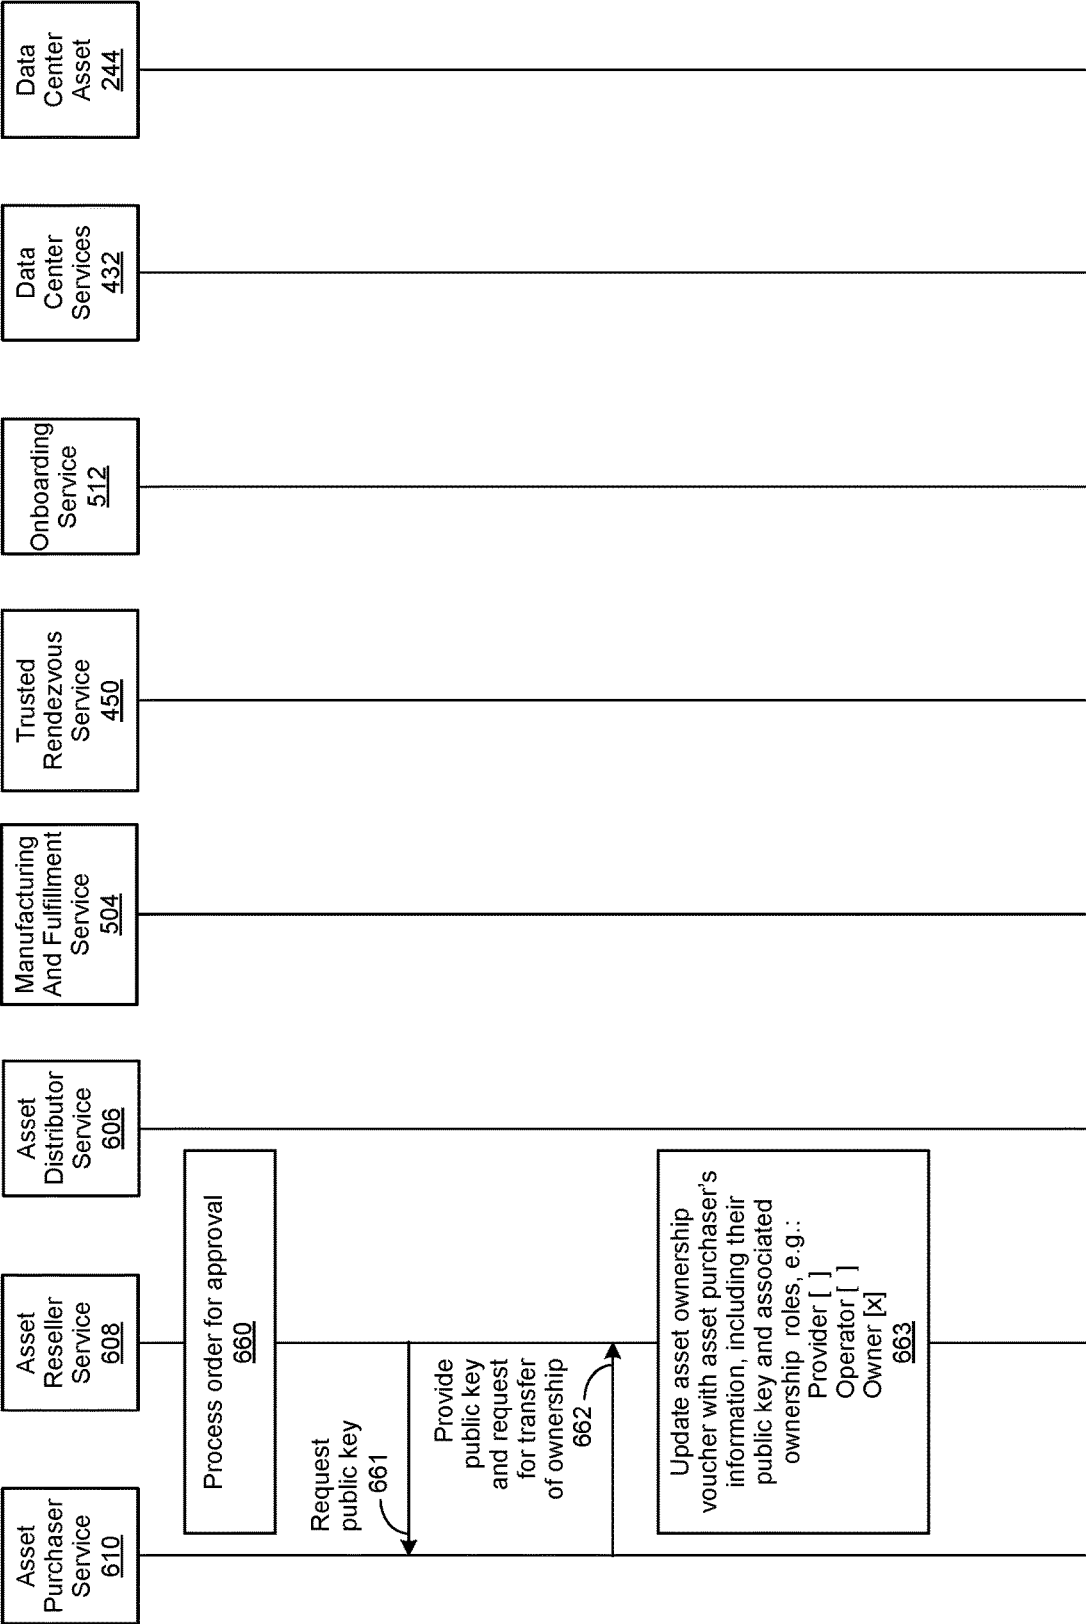 Asset
Purchaser
Service
610
Asset
Reseller
Service
608
Asset
Distributor
Service
606
Manufacturing
And Fulfillment
Service
504
Trusted
Rendezvous
Service
450
Onboarding
Service
512
Data
Center
Services
432
Data
Center
Asset
244
Process order for approval
660
Request
public key
661
Provide
public key
and request
for transfer
of ownership
662
Update asset ownership
voucher with asset purchaser's
information, including their
public key and associated
ownership roles, e.g.:
Provider [ ]
Operator [ ]
Owner [x]
663